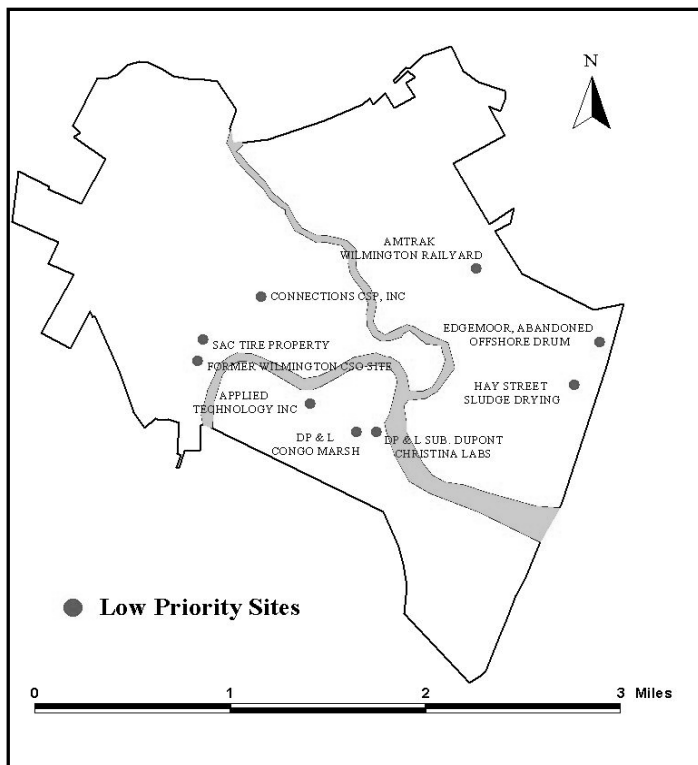 N
AMTRAK
WILMINGTON RAILYARD
CONNECTIONS CSP, INC
EDGEMOOR, ABANDONED
OFFSHORE DRUM
SAC TIRE PROPERTY
FORMER WILMINGTON CSO SITE
HAY STREET
SLUDGE DRYING
APPLIED
TECHNOLOGY INC
DP & L
CONGO MARSH
DP & L SUB. DUPONT
CHRISTINA LABS
Low Priority Sites
0 1 2 3 Miles